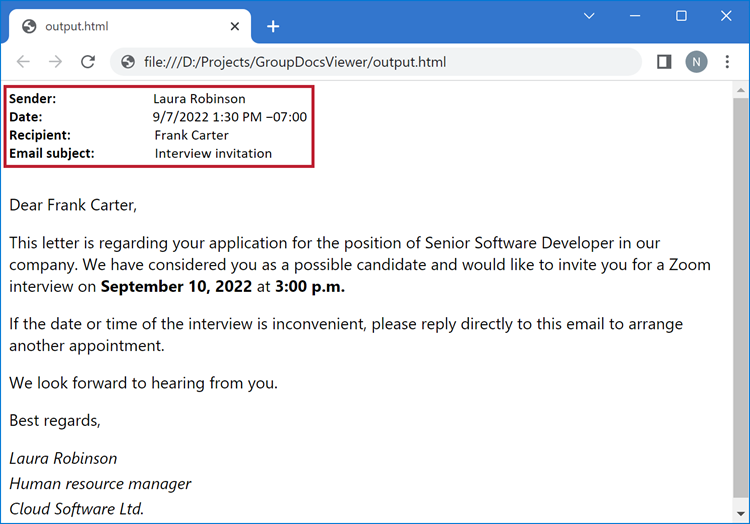 output.html
file:///D:/Projects/GroupDocsViewer/output.html
N
Sender: Laura Robinson
Date: 9/7/2022 1:30 PM −07:00
Recipient: Frank Carter
Email subject: Interview invitation
Dear Frank Carter,
This letter is regarding your application for the position of Senior Software Developer in our
company. We have considered you as a possible candidate and would like to invite you for a Zoom
interview on September 10, 2022 at 3:00 p.m.
If the date or time of the interview is inconvenient, please reply directly to this email to arrange
another appointment.
We look forward to hearing from you.
Best regards,
Laura Robinson
Human resource manager
Cloud Software Ltd.